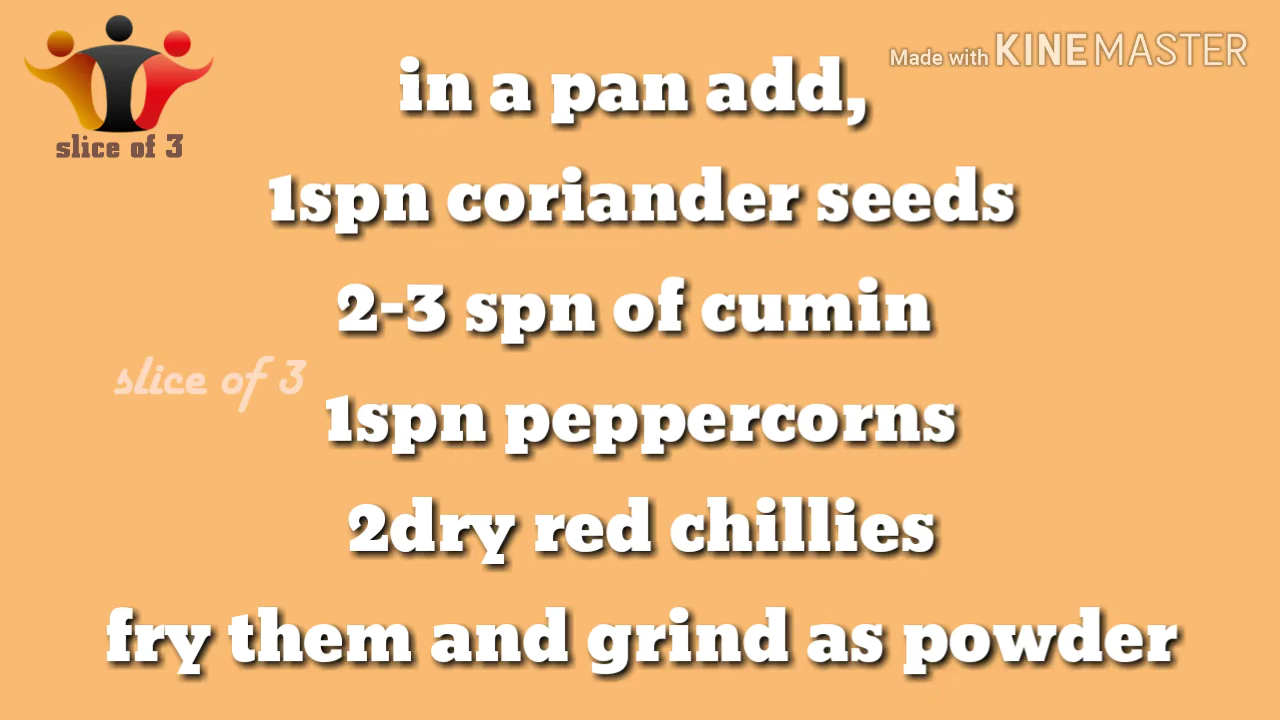 in a pan add,
Made with KINEMASTER
slice of 3
1spn coriander seeds
2-3 spn of cumin
slice of 3
1spn peppercorns
2dry red chillies
fry them and grind as powder